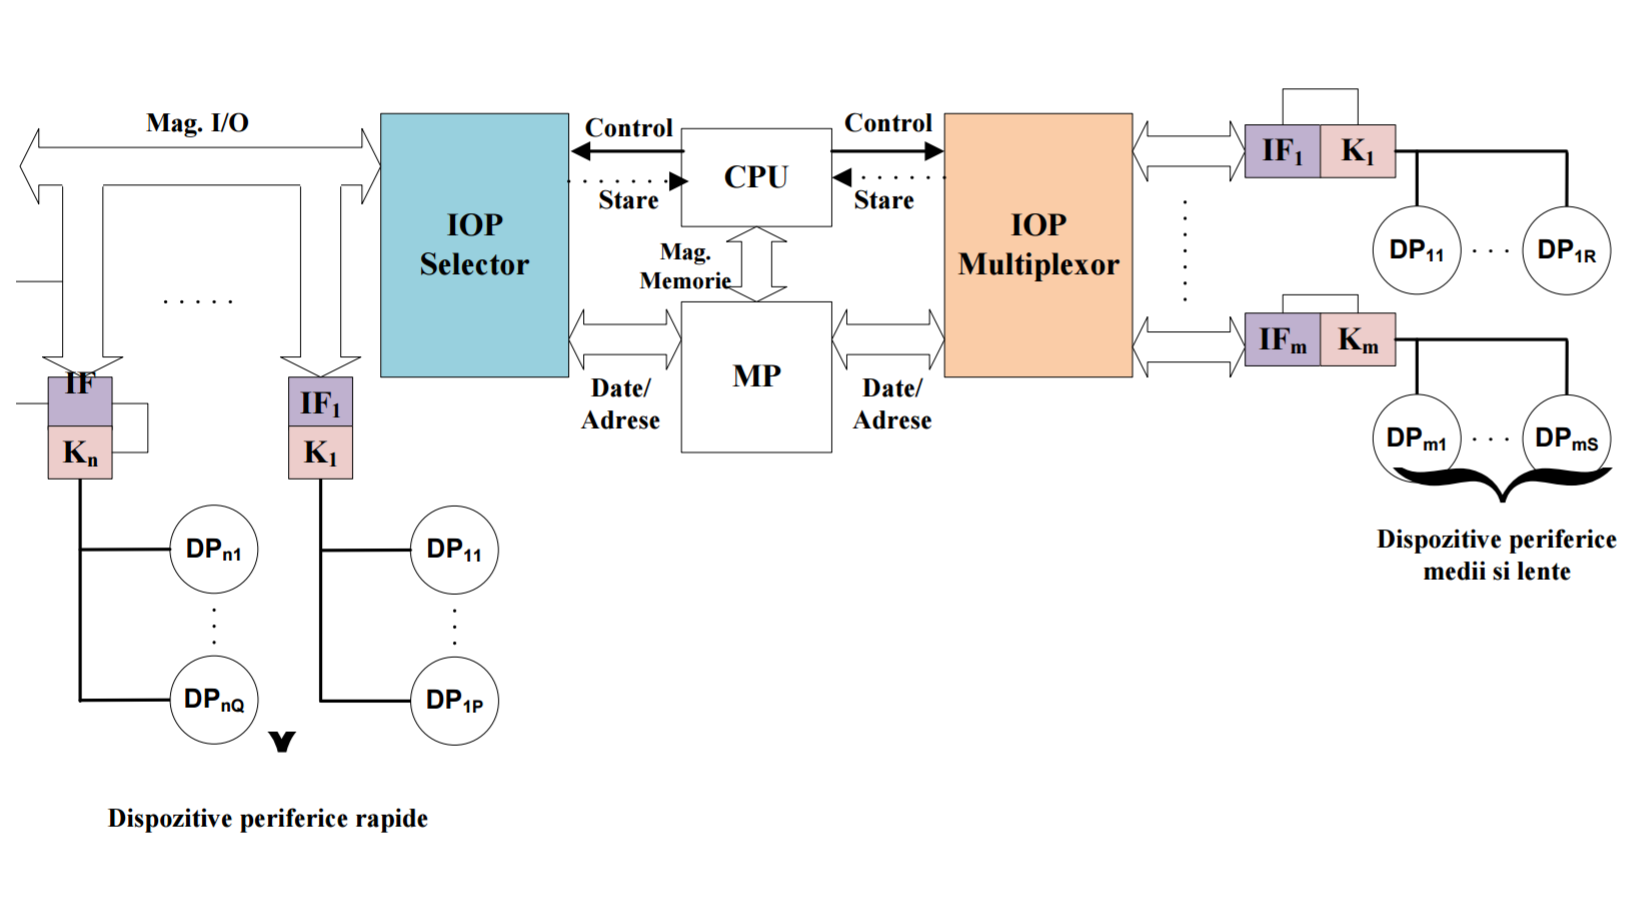 Mag. I/O
IOP
Selector
Control
Stare
CPU
Control
Stare
Mag.
Memorie
MP
Date/
Adrese
Date/
Adrese
IOP
Multiplexor
IF1 K1
DP11 . . . DP1R
IFm Km
DPm1 . . . DPmS
Dispozitive periferice
medii si lente
IF
Kn
IF1
K1
DPn1
DPnQ
DP11
DP1P
Dispozitive periferice rapide